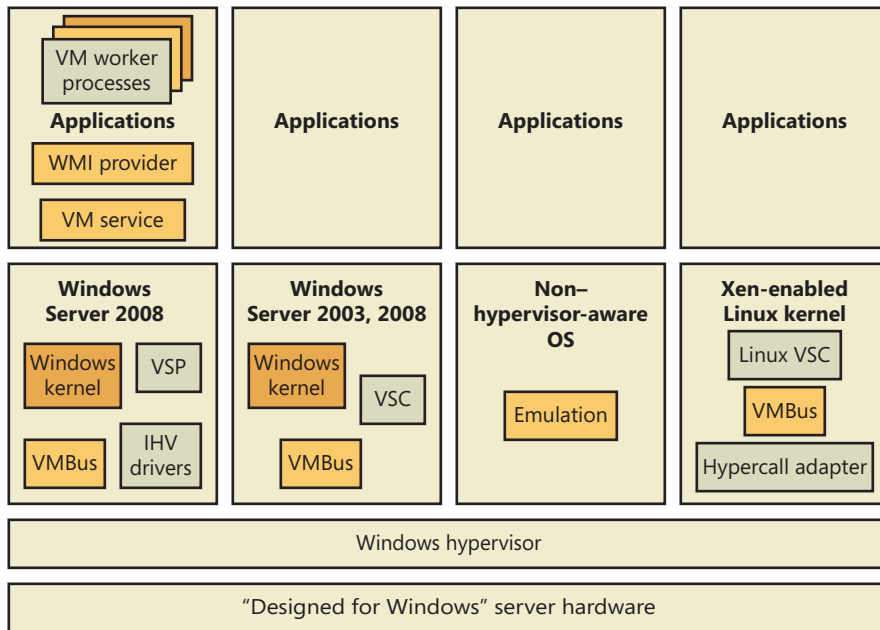 VM worker
processes
Applications
WMI provider
VM service
Applications
Applications
Applications
Windows
Server 2008
Windows
kernel
VSP
VMBus
IHV
drivers
Windows
Server 2003, 2008
Windows
kernel
VSC
VMBus
Non–
hypervisor-aware
OS
Emulation
Xen-enabled
Linux kernel
Linux VSC
VMBus
Hypercall adapter
Windows hypervisor
“Designed for Windows” server hardware